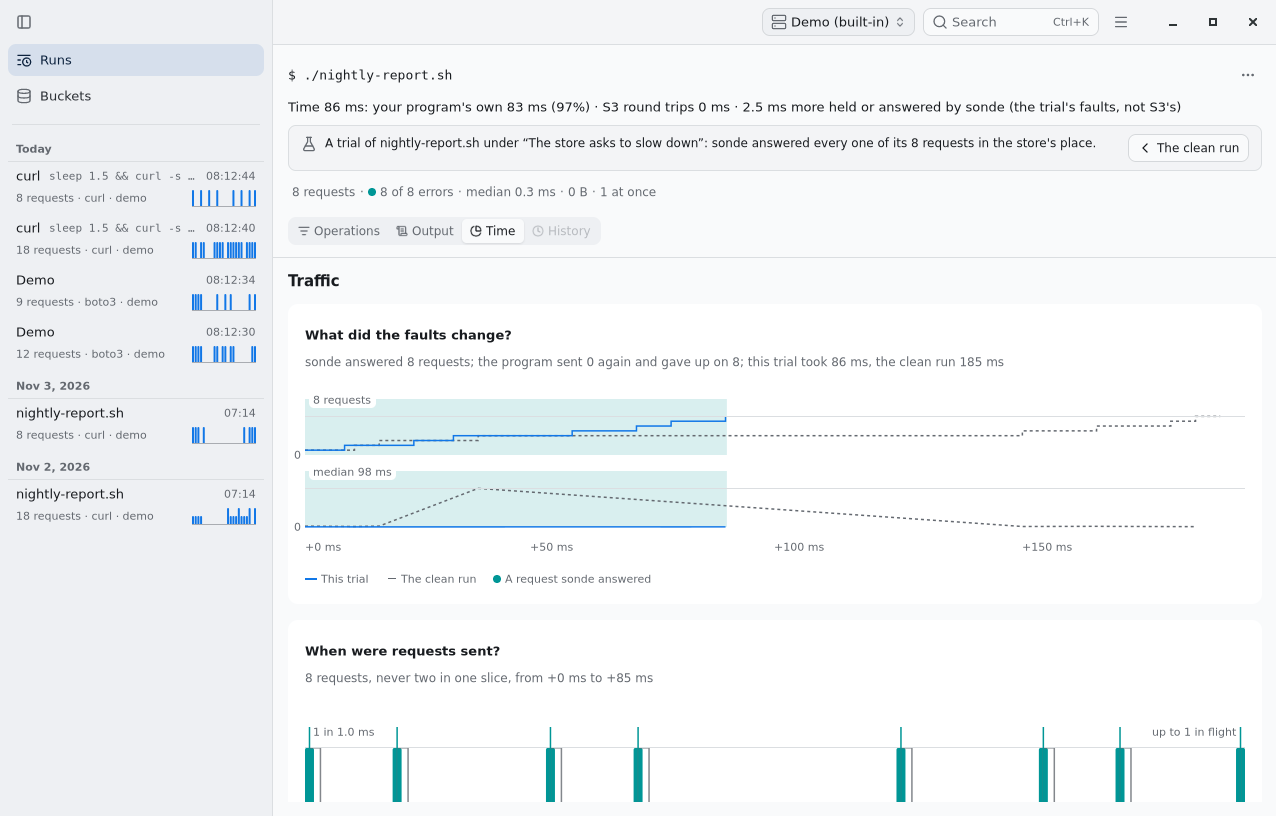 Demo (built-in)
Search
Ctrl+K
Runs
Buckets
Today
curl sleep 1.5 && curl -s … 08:12:44
8 requests · curl · demo
curl sleep 1.5 && curl -s … 08:12:40
18 requests · curl · demo
Demo 08:12:34
9 requests · boto3 · demo
Demo 08:12:30
12 requests · boto3 · demo
Nov 3, 2026
nightly-report.sh 07:14
8 requests · curl · demo
Nov 2, 2026
nightly-report.sh 07:14
18 requests · curl · demo
$ ./nightly-report.sh
Time 86 ms: your program's own 83 ms (97%) · S3 round trips 0 ms · 2.5 ms more held or answered by sonde (the trial's faults, not S3's)
A trial of nightly-report.sh under “The store asks to slow down”: sonde answered every one of its 8 requests in the store's place.
The clean run
8 requests · 8 of 8 errors · median 0.3 ms · 0 B · 1 at once
Operations Output Time History
Traffic
What did the faults change?
sonde answered 8 requests; the program sent 0 again and gave up on 8; this trial took 86 ms, the clean run 185 ms
8 requests
0
median 98 ms
0
+0 ms +50 ms +100 ms +150 ms
This trial The clean run A request sonde answered
When were requests sent?
8 requests, never two in one slice, from +0 ms to +85 ms
1 in 1.0 ms up to 1 in flight